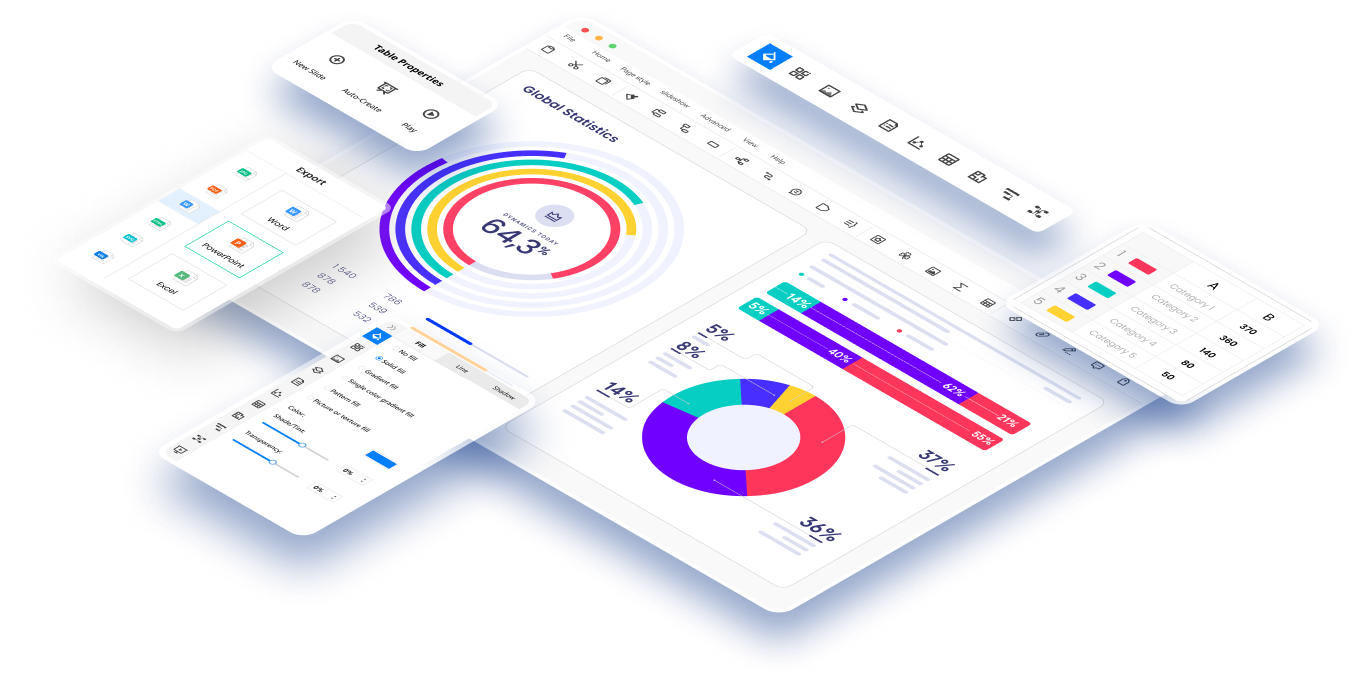 Table Properties
New Slide
Auto-Create
Play
Export
Word
PowerPoint
Excel
File
Home
Page style
slideshow
Advanced
View
Help
Global Statistics
DYNAMICS TODAY
64,3%
1 540
878
878
786
539
532
Fill
Line
Shadow
No fill
Solid fill
Gradient fill
Single color gradient fill
Pattern fill
Picture or texture fill
Color:
Shade/Tint:
0%
Transparency:
0%
14%
62%
21%
5%
40%
55%
5%
8%
14%
37%
36%
A
B
1
Category 1
370
2
Category 2
360
3
Category 3
140
4
Category 4
80
5
Category 5
50